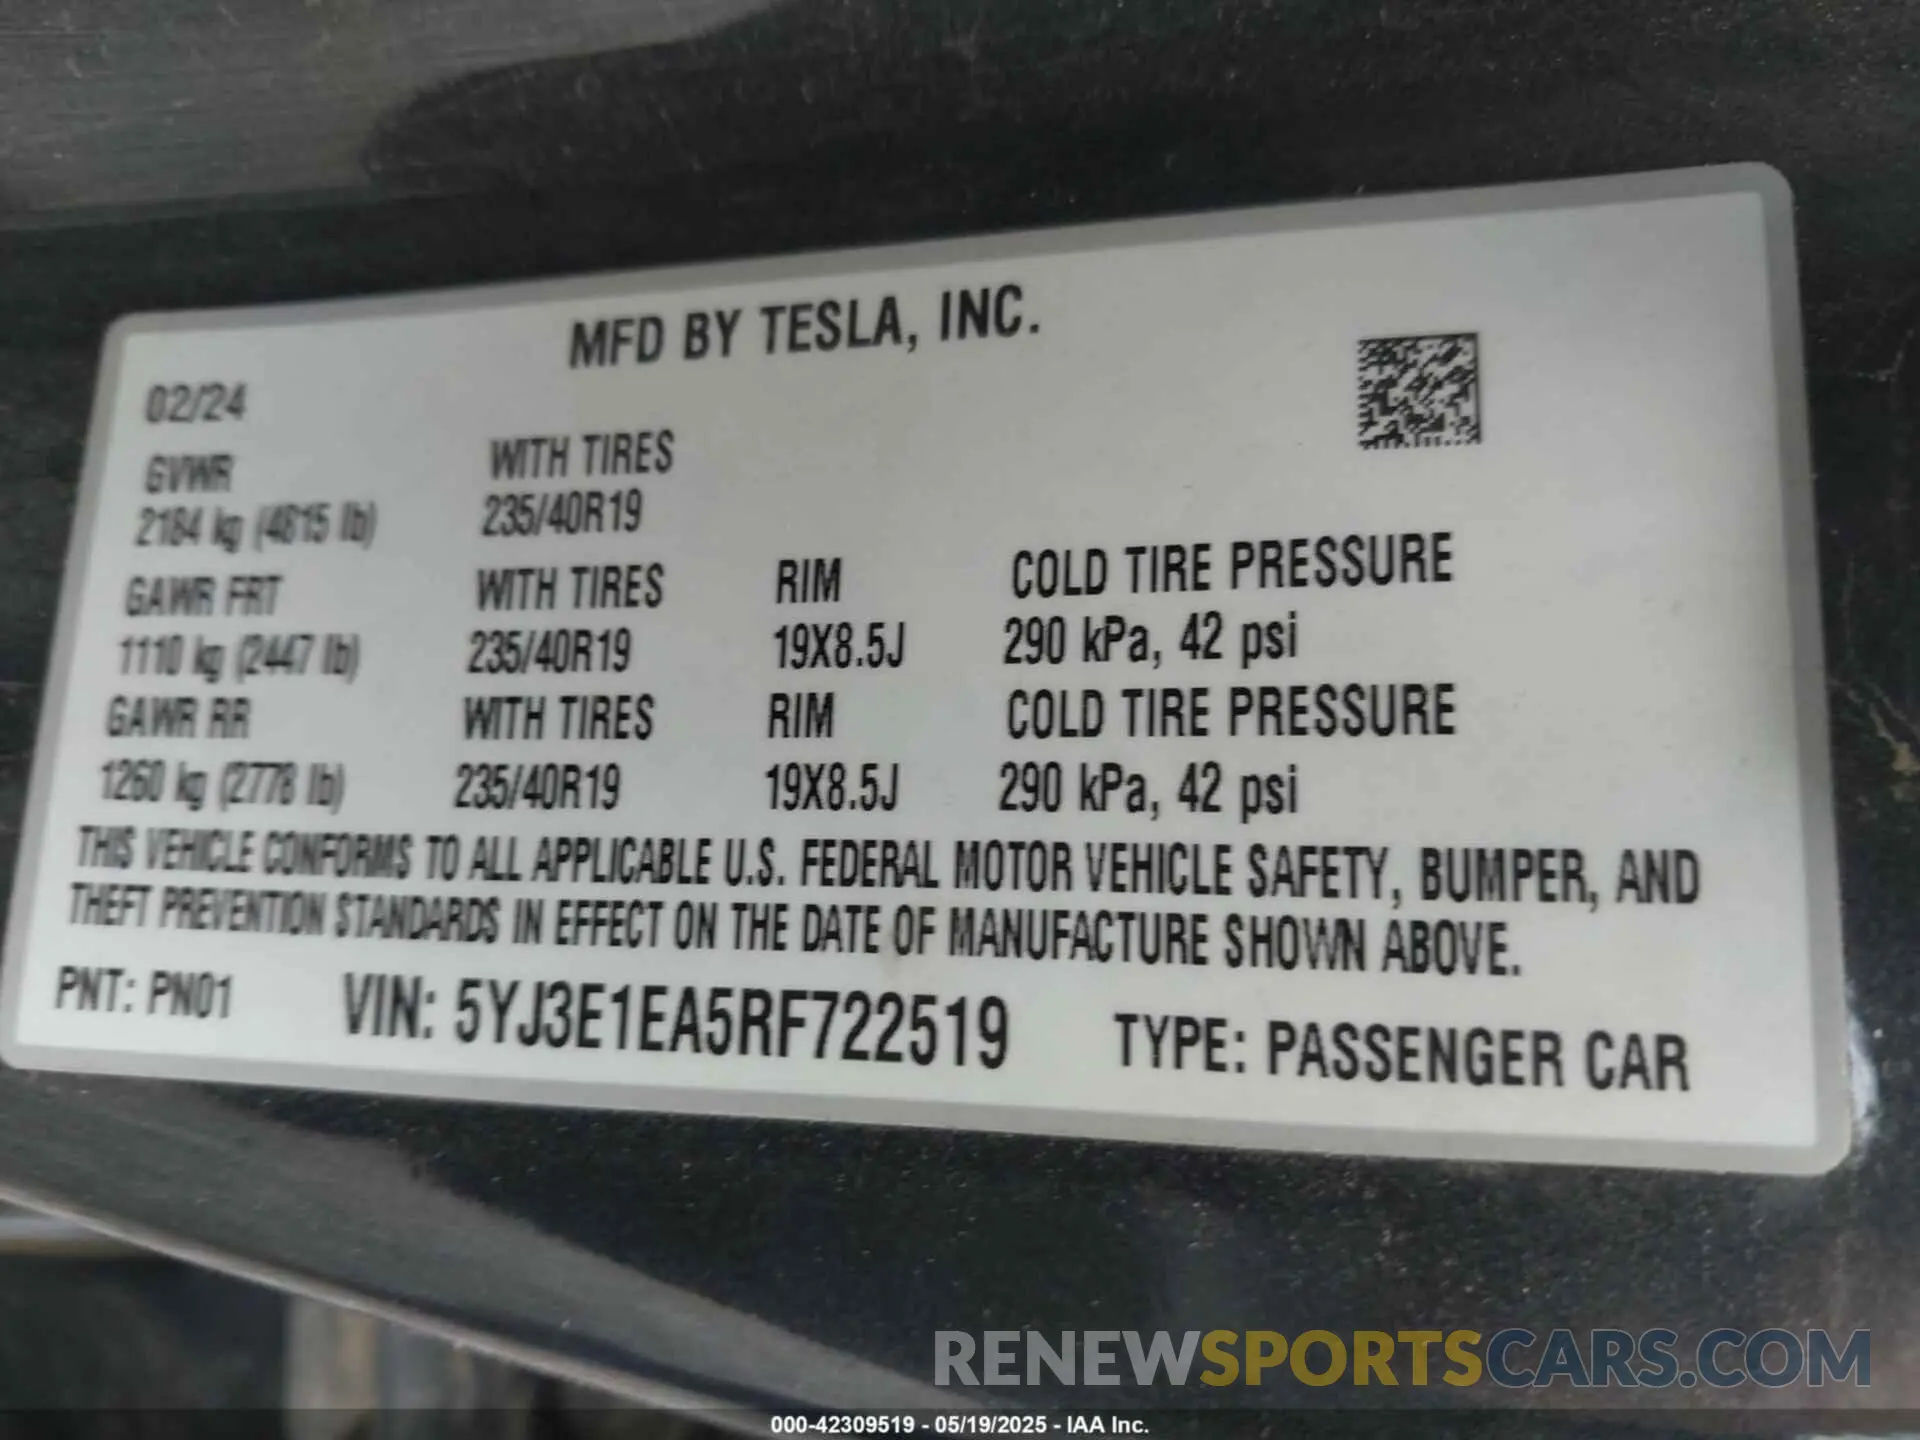 MFD BY TESLA, INC.
02/24
GVWR WITH TIRES
2184 kg (4815 lb) 235/40R19
GAWR FRT WITH TIRES RIM COLD TIRE PRESSURE
1110 kg (2447 lb) 235/40R19 19X8.5J 290 kPa, 42 psi
GAWR RR WITH TIRES RIM COLD TIRE PRESSURE
1260 kg (2778 lb) 235/40R19 19X8.5J 290 kPa, 42 psi
THIS VEHICLE CONFORMS TO ALL APPLICABLE U.S. FEDERAL MOTOR VEHICLE SAFETY, BUMPER, AND
THEFT PREVENTION STANDARDS IN EFFECT ON THE DATE OF MANUFACTURE SHOWN ABOVE.
PNT: PN01 VIN: 5YJ3E1EA5RF722519 TYPE: PASSENGER CAR
RENEWSPORTSCARS.COM
000-42309519 - 05/19/2025 - IAA Inc.